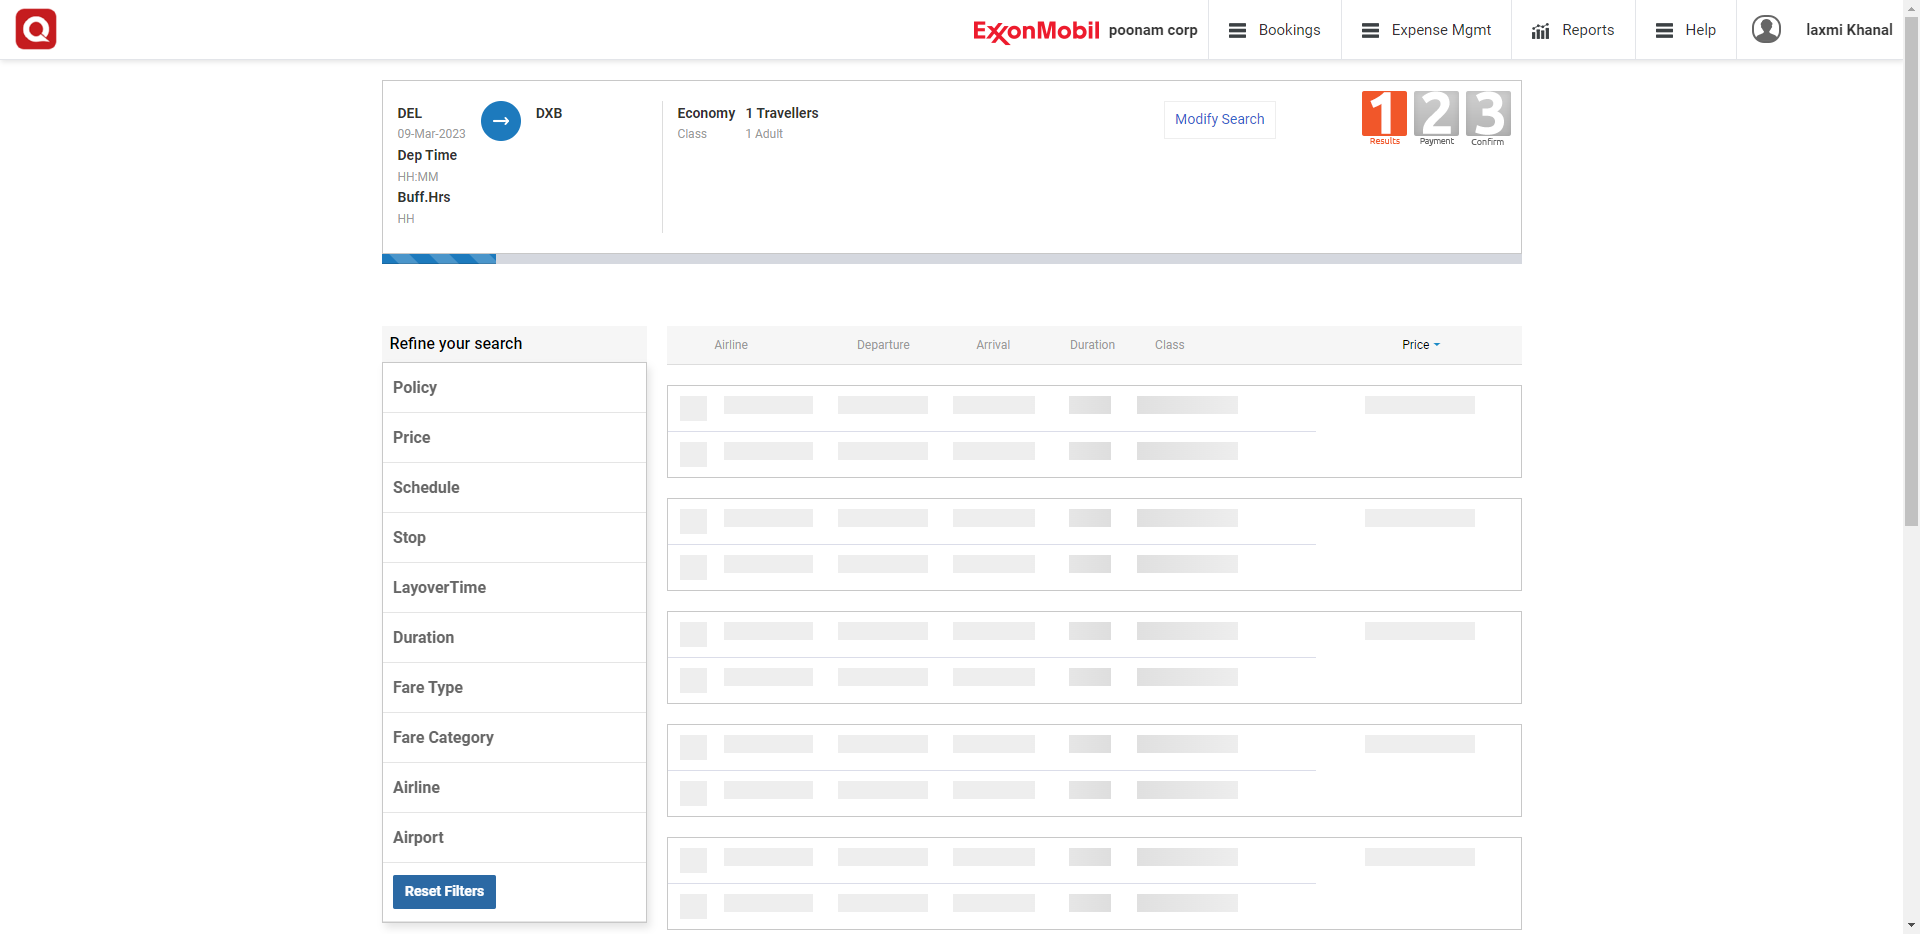 Q
ExxonMobil poonam corp Bookings Expense Mgmt Reports Help laxmi Khanal
DEL DXB
09-Mar-2023
Dep Time
HH:MM
Buff.Hrs
HH
Economy 1 Travellers
Class 1 Adult
Modify Search
1 2 3
Results Payment Confirm
Refine your search
Policy
Price
Schedule
Stop
LayoverTime
Duration
Fare Type
Fare Category
Airline
Airport
Reset Filters
Airline Departure Arrival Duration Class Price